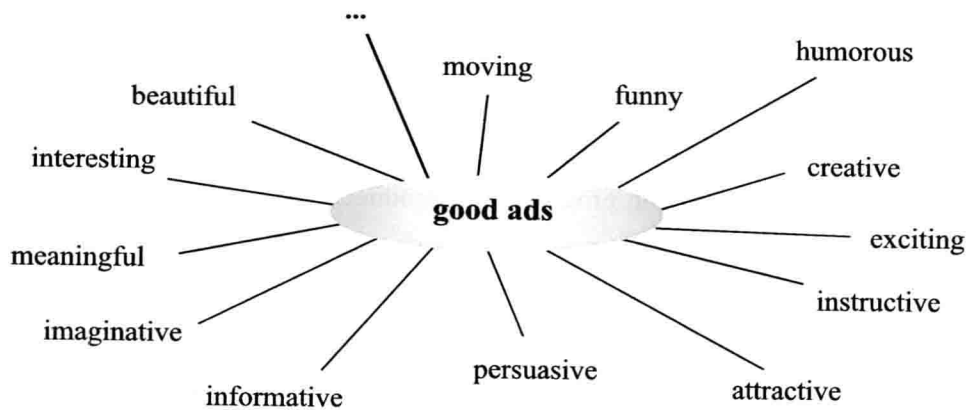 ...
moving
humorous
beautiful
funny
interesting
creative
good ads
meaningful
exciting
imaginative
instructive
persuasive
informative
attractive